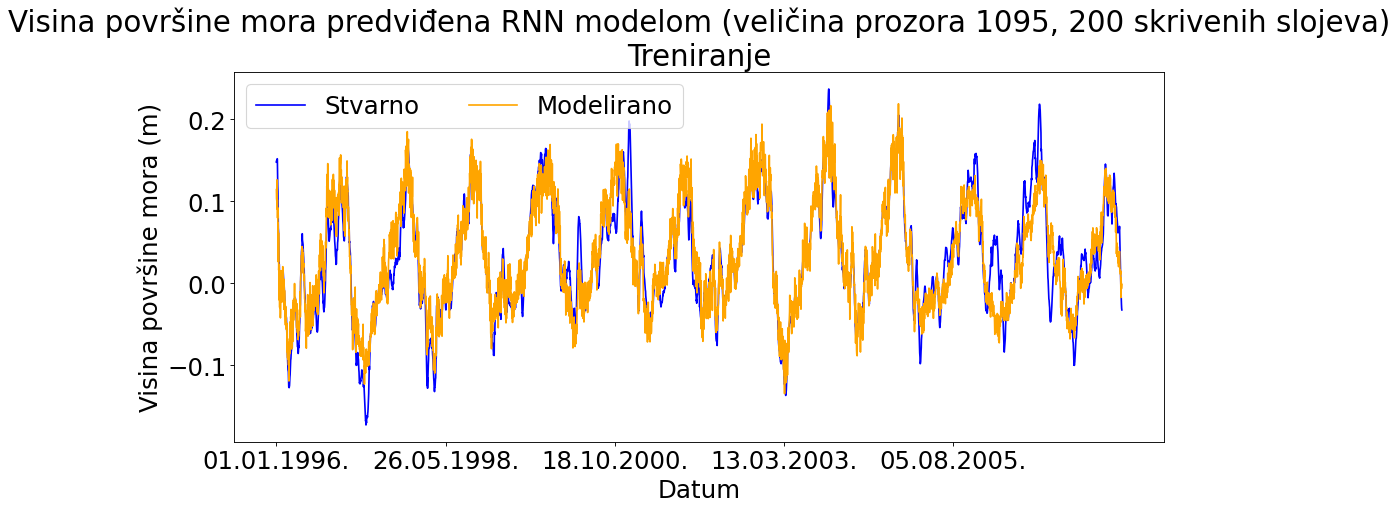 Visina površine mora predviđena RNN modelom (veličina prozora 1095, 200 skrivenih slojeva)
Treniranje
Stvarno Modelirano
Visina površine mora (m)
0.2
0.1
0.0
−0.1
01.01.1996. 26.05.1998. 18.10.2000. 13.03.2003. 05.08.2005.
Datum